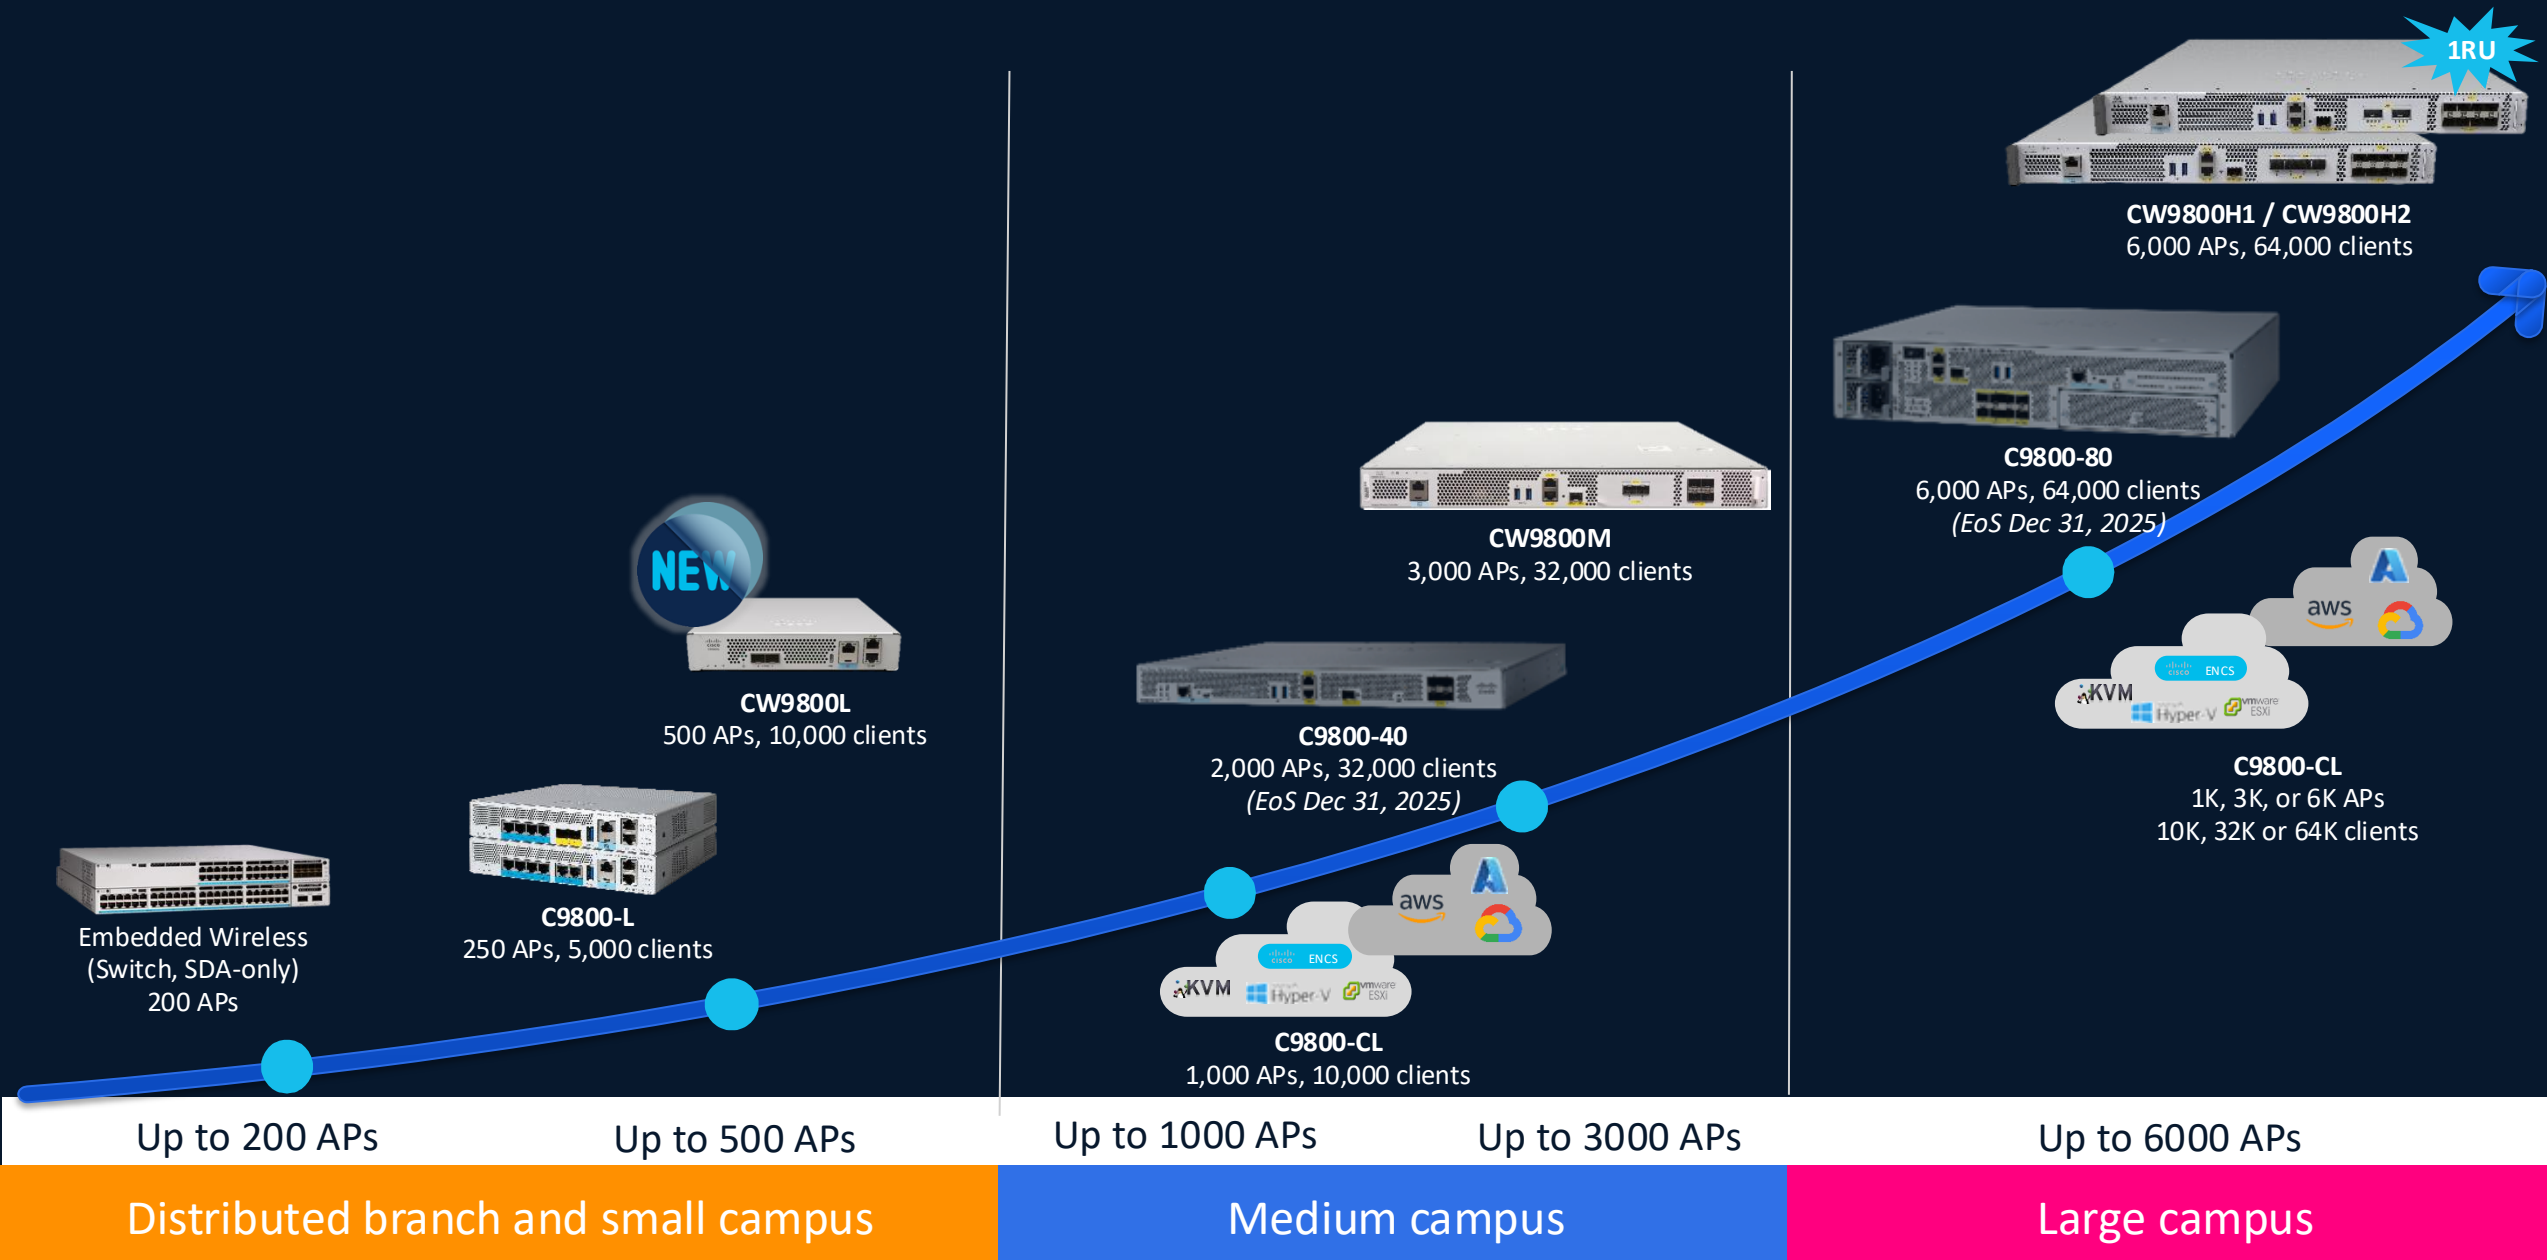 1RU
CW9800H1 / CW9800H2
6,000 APs, 64,000 clients
C9800-80
6,000 APs, 64,000 clients
(EoS Dec 31, 2025)
CW9800M
3,000 APs, 32,000 clients
NEW
CW9800L
500 APs, 10,000 clients
C9800-40
2,000 APs, 32,000 clients
(EoS Dec 31, 2025)
aws
cisco ENCS
KVM
Hyper-V
vmware
ESXi
C9800-CL
1K, 3K, or 6K APs
10K, 32K or 64K clients
C9800-L
250 APs, 5,000 clients
Embedded Wireless
(Switch, SDA-only)
200 APs
aws
cisco ENCS
KVM
Hyper-V
vmware
ESXi
C9800-CL
1,000 APs, 10,000 clients
Up to 200 APs
Up to 500 APs
Up to 1000 APs
Up to 3000 APs
Up to 6000 APs
Distributed branch and small campus
Medium campus
Large campus